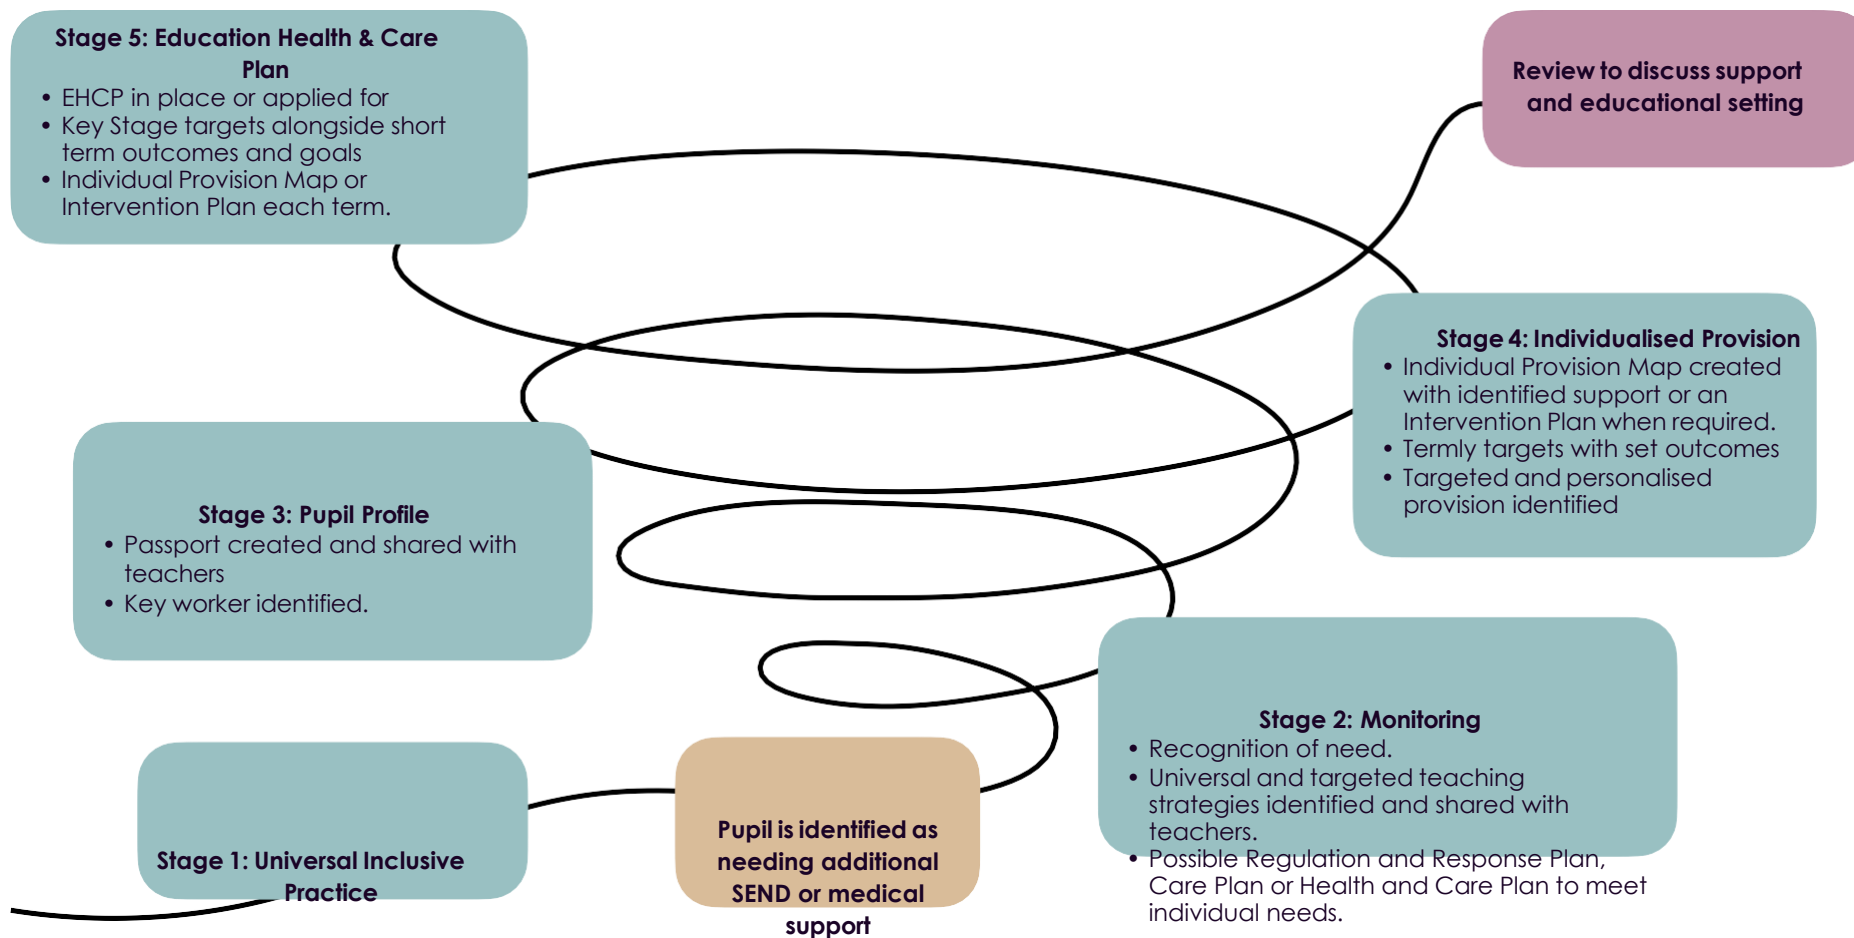 Stage 5: Education Health & Care
Plan
• EHCP in place or applied for
• Key Stage targets alongside short
term outcomes and goals
• Individual Provision Map or
Intervention Plan each term.
Review to discuss support
and educational setting
Stage 4: Individualised Provision
• Individual Provision Map created
with identified support or an
Intervention Plan when required.
• Termly targets with set outcomes
• Targeted and personalised
provision identified
Stage 3: Pupil Profile
• Passport created and shared with
teachers
• Key worker identified.
Stage 2: Monitoring
• Recognition of need.
• Universal and targeted teaching
strategies identified and shared with
teachers.
• Possible Regulation and Response Plan,
Care Plan or Health and Care Plan to meet
individual needs.
Pupil is identified as
needing additional
SEND or medical
support
Stage 1: Universal Inclusive
Practice